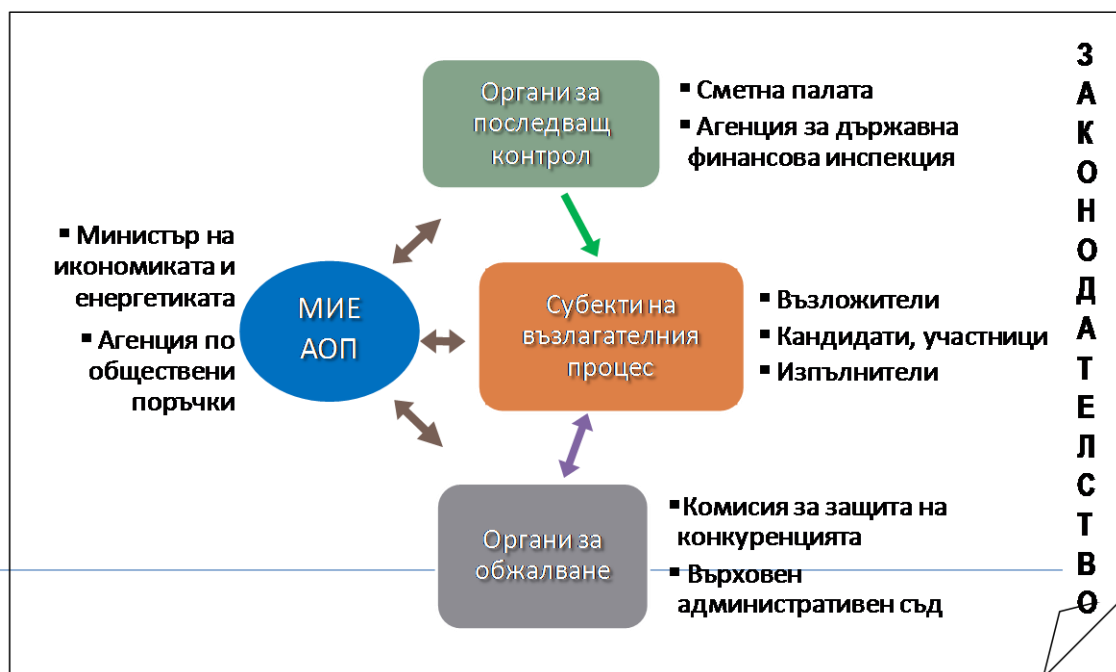 Органи за
последващ
контрол
▪ Сметна палата
▪ Агенция за държавна
финансова инспекция
▪ Министър на
икономиката и
енергетиката
▪ Агенция по
обществени
поръчки
МИЕ
АОП
Субекти на
възлагателния
процес
▪ Възложители
▪ Кандидати, участници
▪ Изпълнители
Органи за
обжалване
▪ Комисия за защита на
конкуренцията
▪ Върховен
административен съд
З
А
К
О
Н
О
Д
А
Т
Е
Л
С
Т
В
О